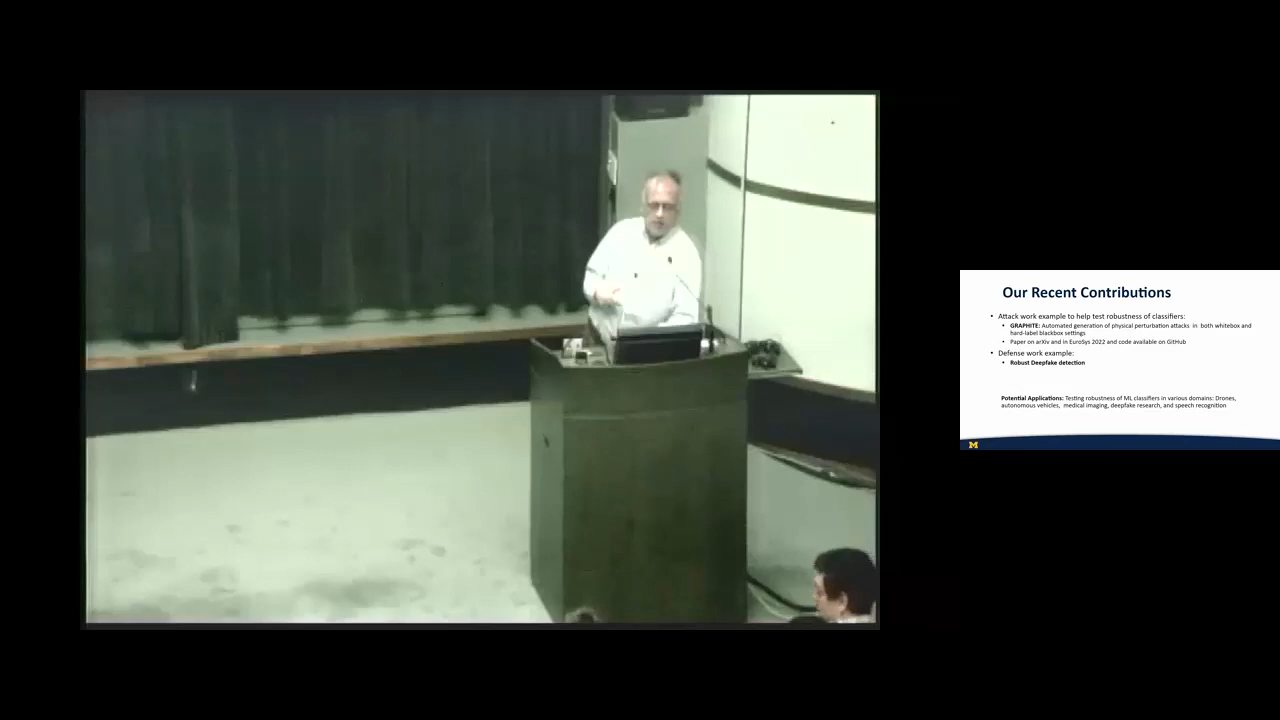 Our Recent Contributions
• Attack work example to help test robustness of classifiers:
• GRAPHITE: Automated generation of physical perturbation attacks in both whitebox and
hard-label blackbox settings
• Paper on arXiv and in EuroSys 2022 and code available on GitHub
• Defense work example:
• Robust Deepfake detection
Potential Applications: Testing robustness of ML classifiers in various domains: Drones,
autonomous vehicles, medical imaging, deepfake research, and speech recognition
M